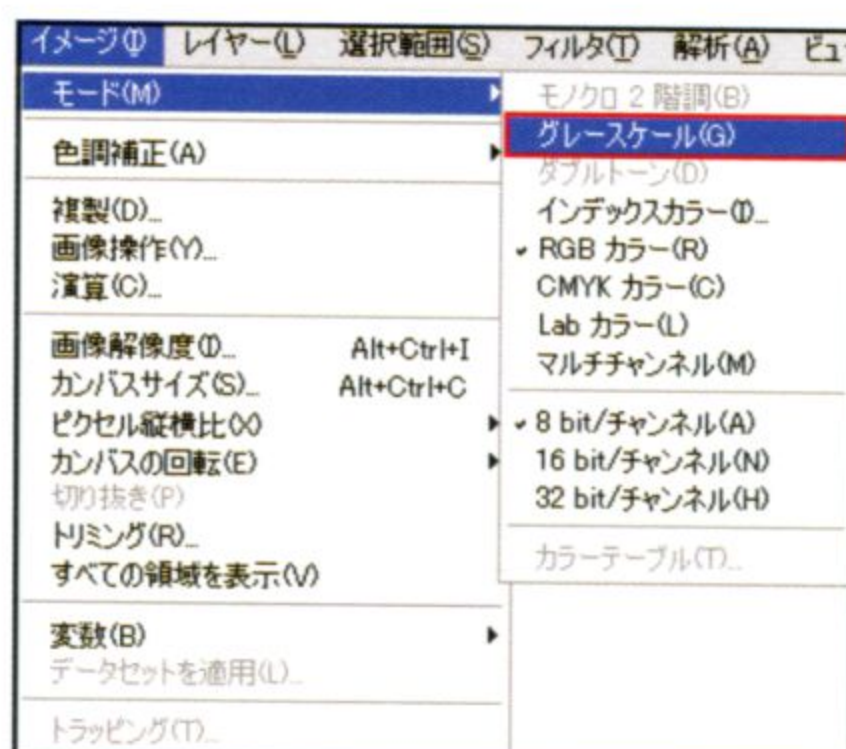 イメージ(I) レイヤー(L) 選択範囲(S) フィルタ(T) 解析(A) ビュ
モード(M)
色調補正(A)
複製(D)...
画像操作(Y)...
演算(C)...
画像解像度(I)... Alt+Ctrl+I
カンバスサイズ(S)... Alt+Ctrl+C
ピクセル縦横比(X)
カンバスの回転(E)
切り抜き(P)
トリミング(R)...
すべての領域を表示(V)
変数(B)
データセットを適用(L)...
トラッピング(T)...
モノクロ 2 階調(B)
グレースケール(G)
ダブルトーン(D)
インデックスカラー(I)...
RGB カラー(R)
CMYK カラー(C)
Lab カラー(L)
マルチチャンネル(M)
8 bit/チャンネル(A)
16 bit/チャンネル(N)
32 bit/チャンネル(H)
カラーテーブル(T)...